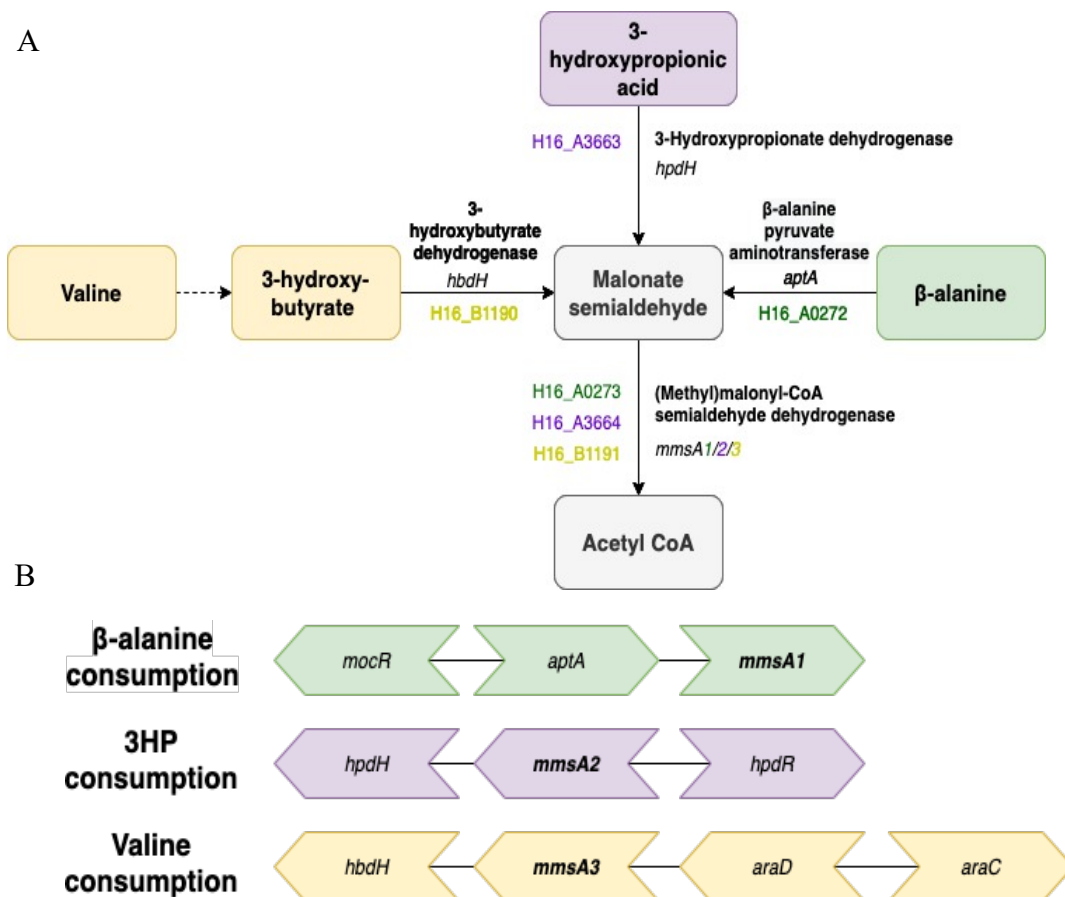 A
3-
hydroxypropionic
acid
H16_A3663
3-Hydroxypropionate dehydrogenase
hpdH
3-
hydroxybutyrate
dehydrogenase
hbdH
H16_B1190
β-alanine
pyruvate
aminotransferase
aptA
H16_A0272
Valine
3-hydroxy-
butyrate
Malonate
semialdehyde
β-alanine
H16_A0273
H16_A3664
H16_B1191
(Methyl)malonyl-CoA
semialdehyde dehydrogenase
mmsA1/2/3
Acetyl CoA
B
β-alanine
consumption
mocR
aptA
mmsA1
3HP
consumption
hpdH
mmsA2
hpdR
Valine
consumption
hbdH
mmsA3
araD
araC